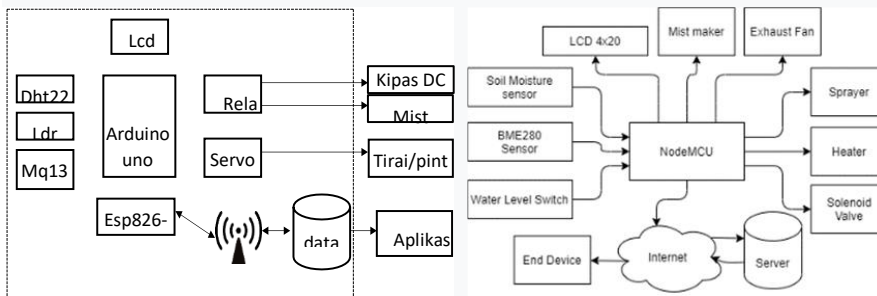 Lcd
Dht22
Ldr
Mq13
Arduino
uno
Rela
Servo
Kipas DC
Mist
Tirai/pint
Esp826-
data
Aplikas
LCD 4x20
Mist maker
Exhaust Fan
Soil Moisture
sensor
BME280
Sensor
Water Level Switch
NodeMCU
Sprayer
Heater
Solenoid
Valve
End Device
Internet
Server